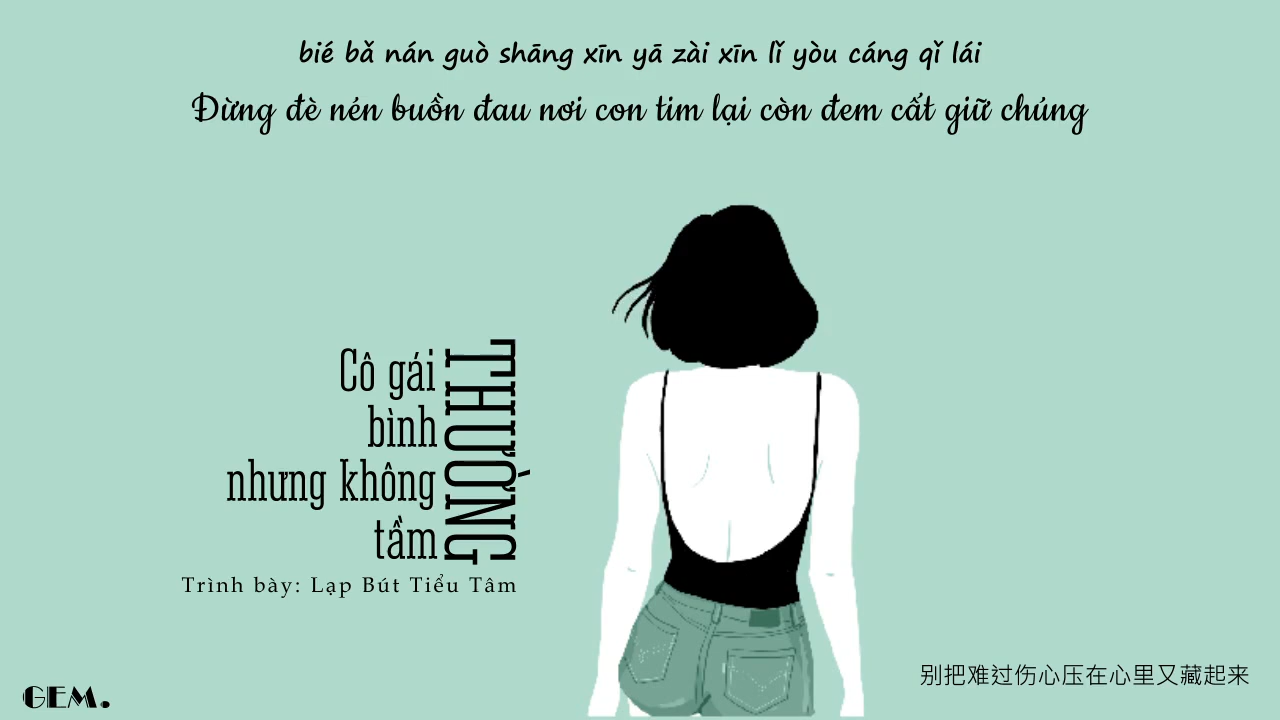 bié bǎ nán guò shāng xīn yā zài xīn lǐ yòu cáng qǐ lái
Đừng đè nén buồn đau nơi con tim lại còn đem cất giữ chúng
Cô gái
bình
nhưng không
tầm
THƯỜNG
Trình bày: Lạp Bút Tiểu Tâm
别把难过伤心压在心里又藏起来
GEM.